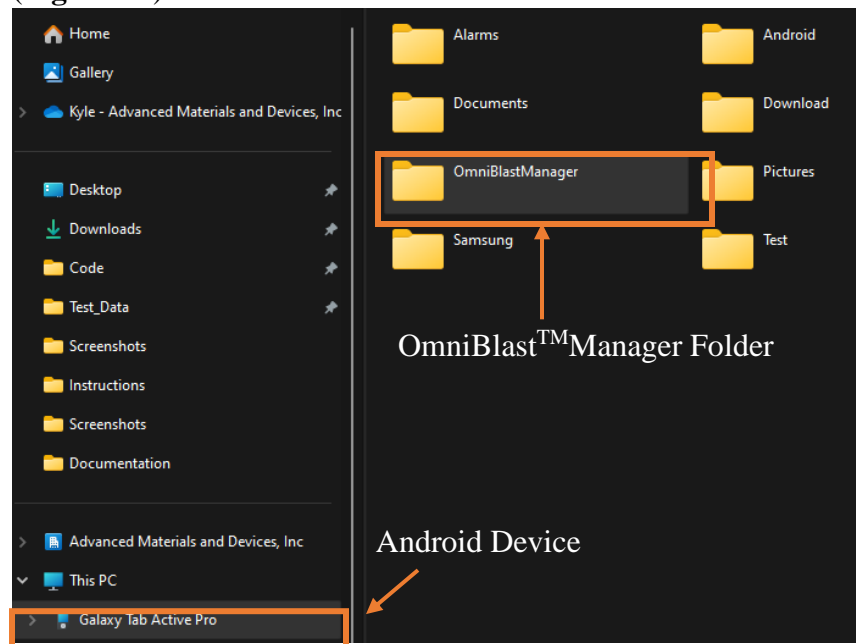 Home
Gallery
Kyle - Advanced Materials and Devices, Inc
Desktop
Downloads
Code
Test_Data
Screenshots
Instructions
Screenshots
Documentation
Advanced Materials and Devices, Inc
This PC
Galaxy Tab Active Pro
Alarms
Android
Documents
Download
OmniBlastManager
Pictures
Samsung
Test
OmniBlast™Manager Folder
Android Device